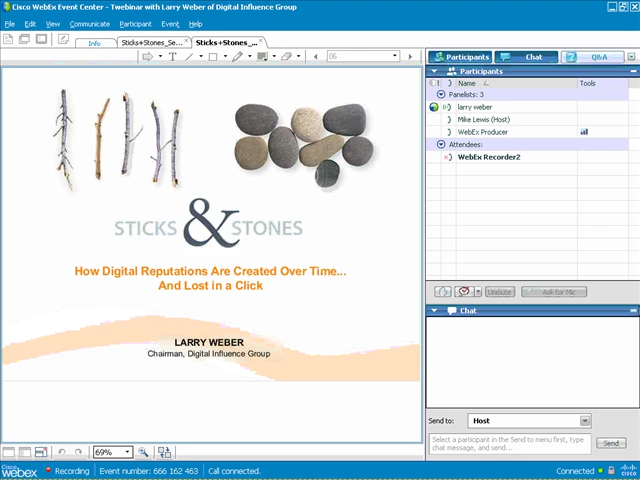 Cisco WebEx Event Center - Twebinar with Larry Weber of Digital Influence Group
File Edit View Communicate Participant Event Help
Info
Sticks+Stones_Se...
Sticks+Stones_...
06
Participants
Chat
Q&A
Participants
Name
Tools
Panelists: 3
larry weber
Mike Lewis (Host)
WebEx Producer
Attendees:
WebEx Recorder2
STICKS & STONES
How Digital Reputations Are Created Over Time...
And Lost in a Click
LARRY WEBER
Chairman, Digital Influence Group
Unmute
Ask for Mic
Chat
Send to:
Host
Select a participant in the Send to menu first, type
chat message, and send...
Send
69%
Cisco
webex
Recording
Event number: 666 162 463
Call connected.
Connected
CISCO